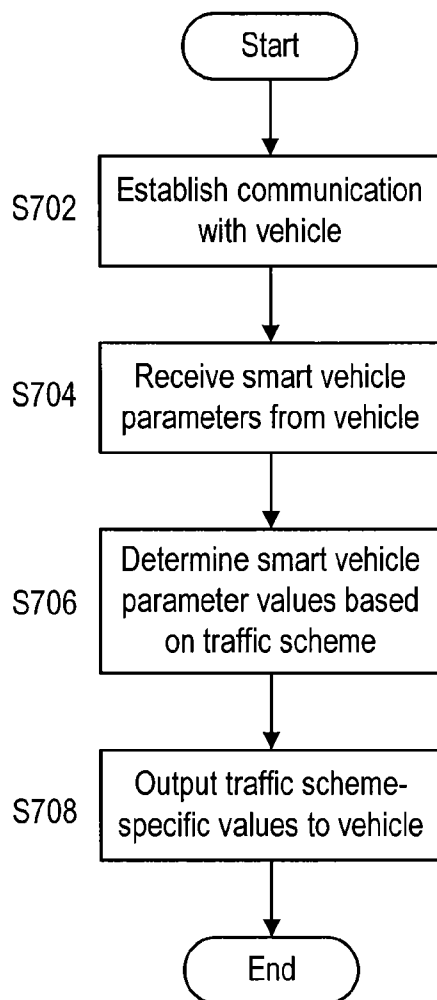 Start
S702
Establish communication
with vehicle
S704
Receive smart vehicle
parameters from vehicle
S706
Determine smart vehicle
parameter values based
on traffic scheme
S708
Output traffic scheme-
specific values to vehicle
End